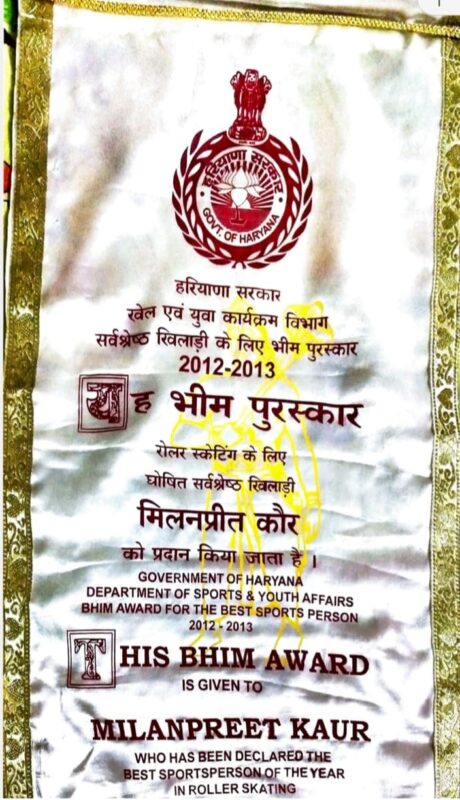 हरियाणा सरकार
GOVT. OF HARYANA
हरियाणा सरकार
खेल एवं युवा कार्यक्रम विभाग
सर्वश्रेष्ठ खिलाड़ी के लिए भीम पुरस्कार
2012-2013
यह भीम पुरस्कार
रोलर स्केटिंग के लिए
घोषित सर्वश्रेष्ठ खिलाड़ी
मिलनप्रीत कौर
को प्रदान किया जाता है ।
GOVERNMENT OF HARYANA
DEPARTMENT OF SPORTS & YOUTH AFFAIRS
BHIM AWARD FOR THE BEST SPORTS PERSON
2012 - 2013
THIS BHIM AWARD
IS GIVEN TO
MILANPREET KAUR
WHO HAS BEEN DECLARED THE
BEST SPORTSPERSON OF THE YEAR
IN ROLLER SKATING